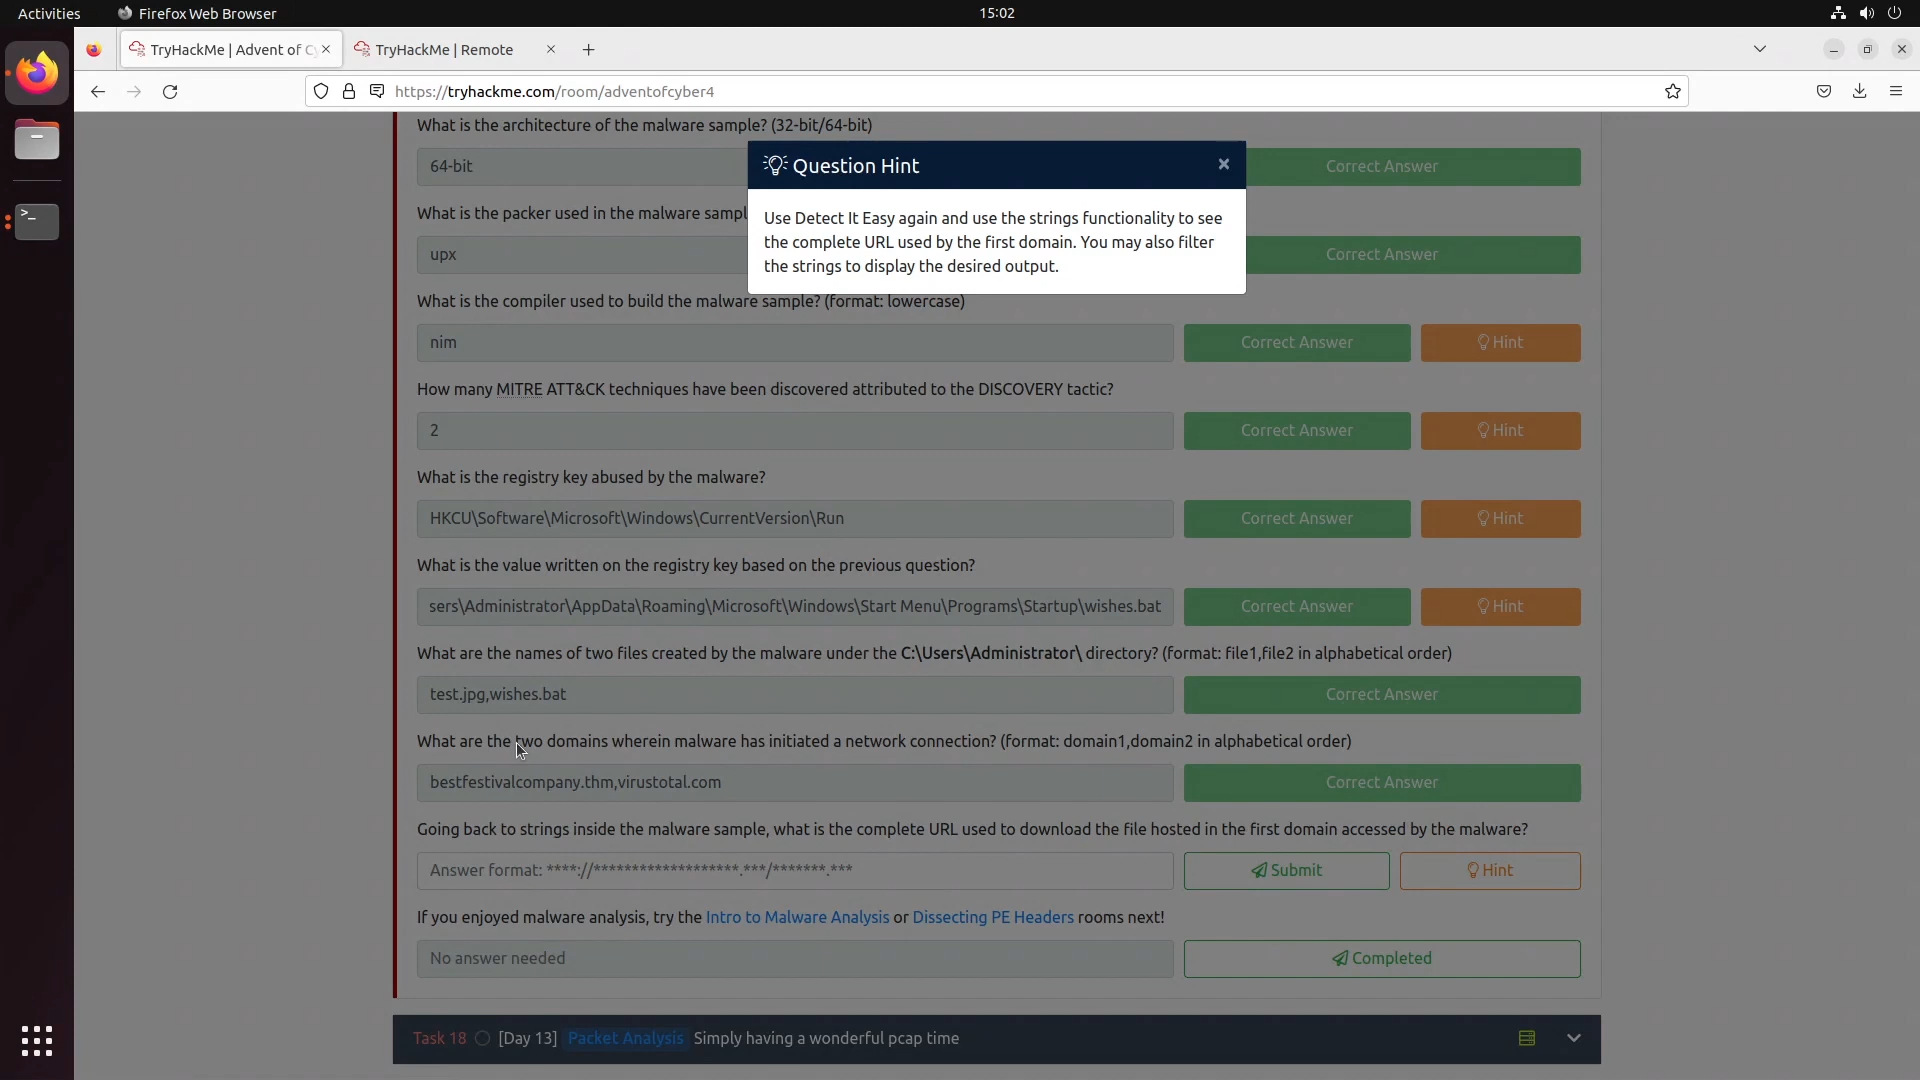 Activities
Firefox Web Browser
15:02
TryHackMe | Advent of Cy
TryHackMe | Remote
https://tryhackme.com/room/adventofcyber4
What is the architecture of the malware sample? (32-bit/64-bit)
64-bit
Correct Answer
Question Hint
Use Detect It Easy again and use the strings functionality to see
the complete URL used by the first domain. You may also filter
the strings to display the desired output.
What is the packer used in the malware sampl
upx
Correct Answer
What is the compiler used to build the malware sample? (format: lowercase)
nim
Correct Answer
Hint
How many MITRE ATT&CK techniques have been discovered attributed to the DISCOVERY tactic?
2
Correct Answer
Hint
What is the registry key abused by the malware?
HKCU\Software\Microsoft\Windows\CurrentVersion\Run
Correct Answer
Hint
What is the value written on the registry key based on the previous question?
sers\Administrator\AppData\Roaming\Microsoft\Windows\Start Menu\Programs\Startup\wishes.bat
Correct Answer
Hint
What are the names of two files created by the malware under the C:\Users\Administrator\ directory? (format: file1,file2 in alphabetical order)
test.jpg,wishes.bat
Correct Answer
What are the two domains wherein malware has initiated a network connection? (format: domain1,domain2 in alphabetical order)
bestfestivalcompany.thm,virustotal.com
Correct Answer
Going back to strings inside the malware sample, what is the complete URL used to download the file hosted in the first domain accessed by the malware?
Answer format: ****://*******************.***/*******.***
Submit
Hint
If you enjoyed malware analysis, try the Intro to Malware Analysis or Dissecting PE Headers rooms next!
No answer needed
Completed
Task 18
[Day 13] Packet Analysis Simply having a wonderful pcap time